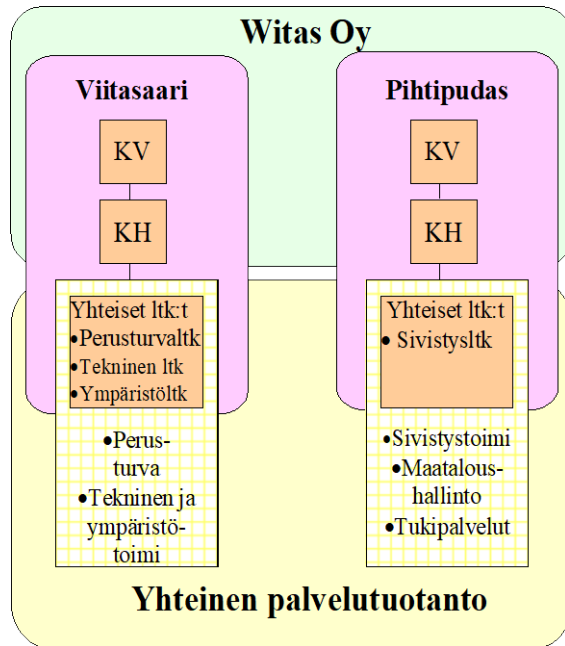 Witas Oy
Viitasaari
KV
KH
Yhteiset ltk:t
•Perusturvaltk
•Tekninen ltk
•Ympäristöltk
•Perus-
turva
•Tekninen ja
ympäristö-
toimi
Pihtipudas
KV
KH
Yhteiset ltk:t
• Sivistysltk
•Sivistystoimi
•Maatalous-
hallinto
•Tukipalvelut
Yhteinen palvelutuotanto